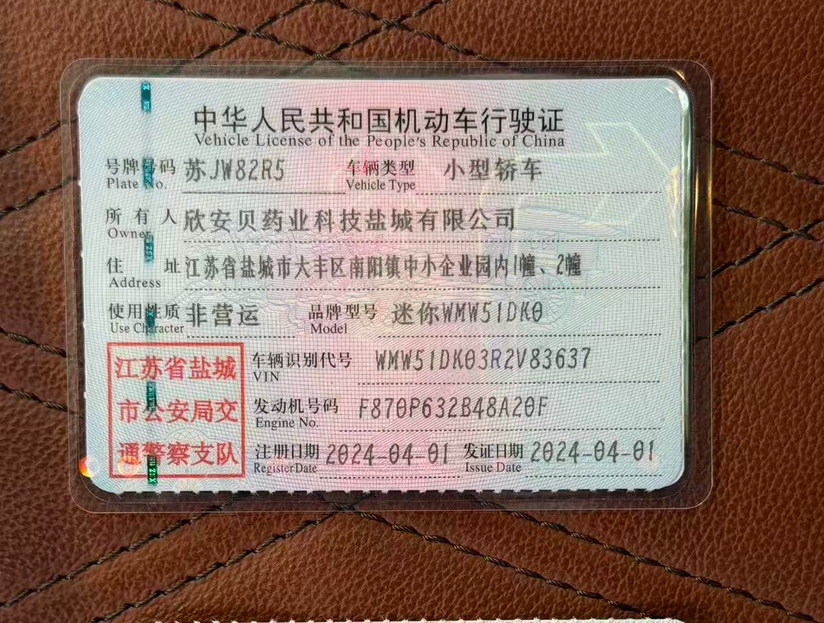 中华人民共和国机动车行驶证
Vehicle License of the People's Republic of China
号牌号码 苏JW82R5 车辆类型 小型轿车
Plate No. Vehicle Type
所有人 欣安贝药业科技盐城有限公司
Owner
住址 江苏省盐城市大丰区南阳镇中小企业园内1幢、2幢
Address
使用性质 非营运 品牌型号 迷你WMW51DK0
Use Character Model
江苏省盐城
市公安局交
通警察支队
车辆识别代号 WMW51DK03R2V83637
VIN
发动机号码 F870P632B48A20F
Engine No.
注册日期 2024-04-01 发证日期 2024-04-01
Register Date Issue Date